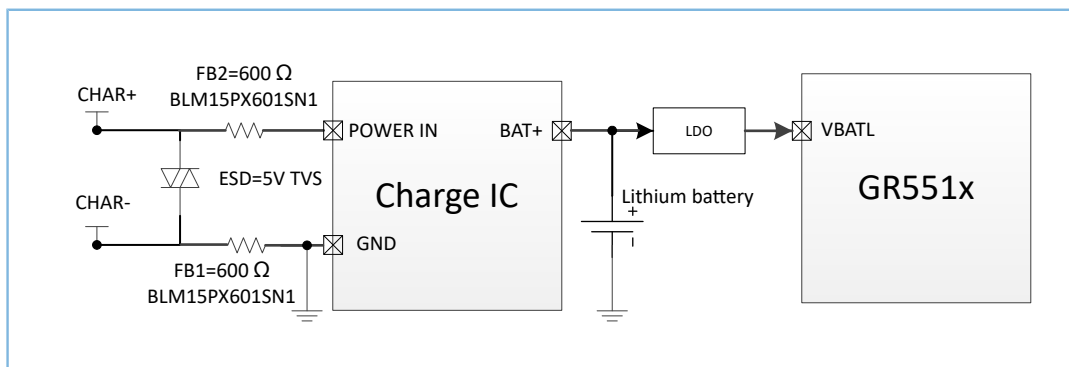 FB2=600 Ω
BLM15PX601SN1
CHAR+
POWER IN
BAT+
LDO
VBATL
ESD=5V TVS
Charge IC
GR551x
CHAR-
Lithium battery
+
GND
FB1=600 Ω
BLM15PX601SN1